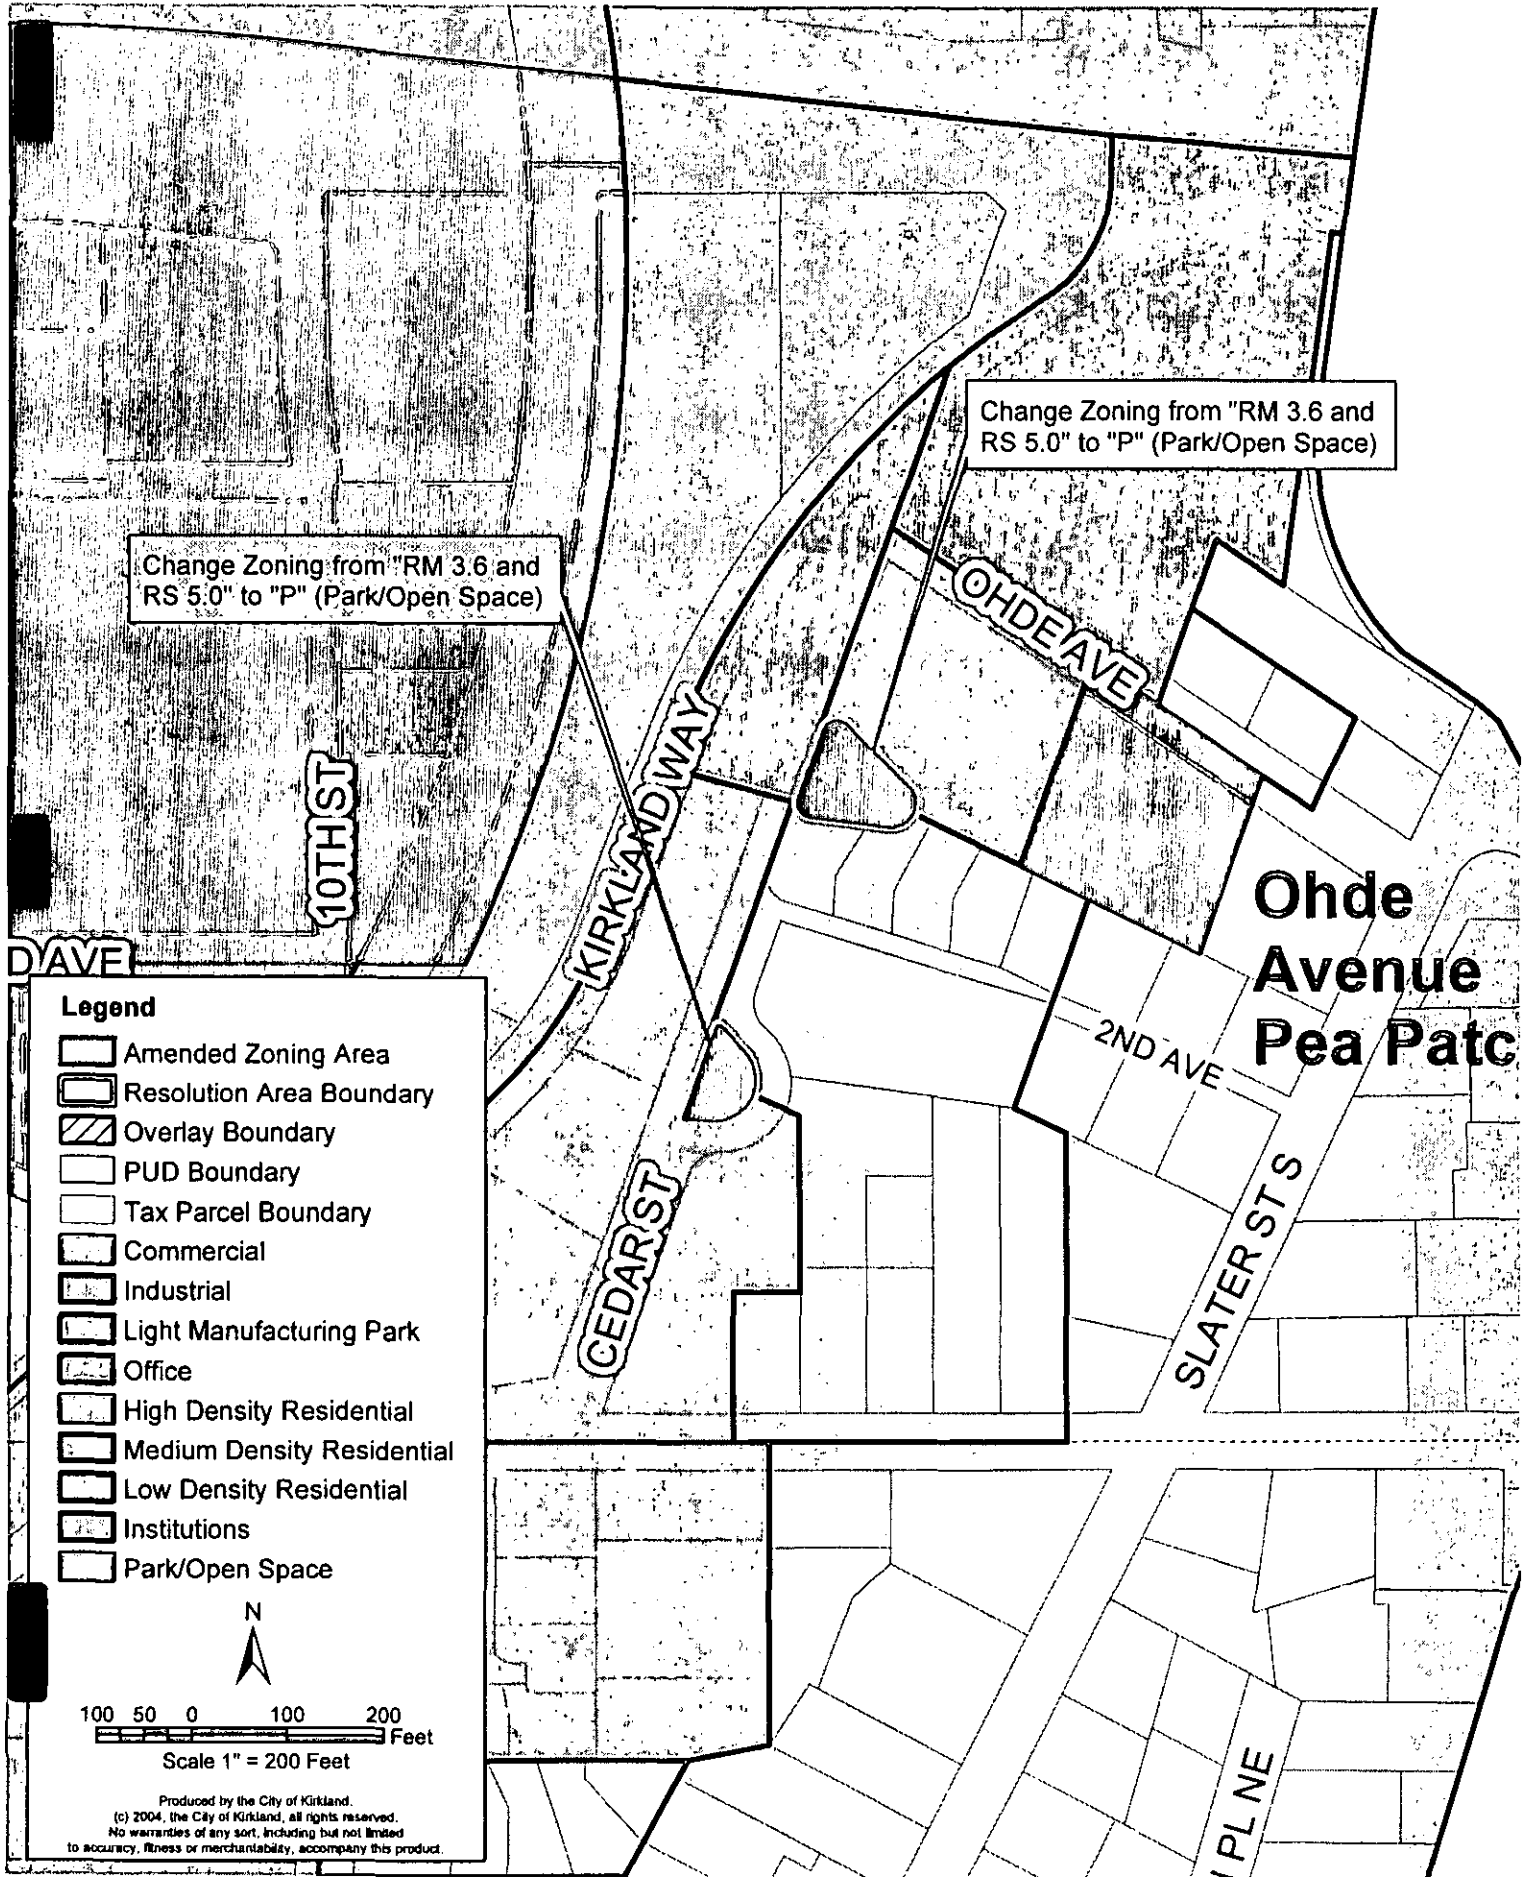 Change Zoning from "RM 3.6 and
RS 5.0" to "P" (Park/Open Space)
Change Zoning from "RM 3.6 and
RS 5.0" to "P" (Park/Open Space)
OHDE AVE
KIRKLAND WAY
10TH ST
D AVE
Ohde
Avenue
Pea Patc
2ND AVE
CEDAR ST
SLATER ST S
PL NE
Legend
Amended Zoning Area
Resolution Area Boundary
Overlay Boundary
PUD Boundary
Tax Parcel Boundary
Commercial
Industrial
Light Manufacturing Park
Office
High Density Residential
Medium Density Residential
Low Density Residential
Institutions
Park/Open Space
N
100 50 0 100 200
Feet
Scale 1" = 200 Feet
Produced by the City of Kirkland.
(c) 2004, the City of Kirkland, all rights reserved.
No warranties of any sort, including but not limited
to accuracy, fitness or merchantability, accompany this product.